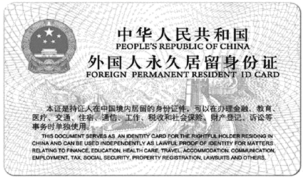 中华人民共和国
PEOPLE'S REPUBLIC OF CHINA
外国人永久居留身份证
FOREIGN PERMANENT RESIDENT ID CARD
本证是持证人在中国境内居留的身份证件，可以在办理金融、教育、
医疗、交通、住宿、通信、工作、税收和社会保险、财产登记、诉讼等
事务时单独使用。
THIS DOCUMENT SERVES AS AN IDENTITY CARD FOR THE RIGHTFUL HOLDER RESIDING IN
CHINA AND CAN BE USED INDEPENDENTLY AS LAWFUL PROOF OF IDENTITY FOR MATTERS
RELATING TO FINANCE, EDUCATION, HEALTH CARE, TRAVEL, ACCOMMODATION, COMMUNICATION,
EMPLOYMENT, TAX, SOCIAL SECURITY, PROPERTY REGISTRATION, LAWSUITS AND OTHERS.